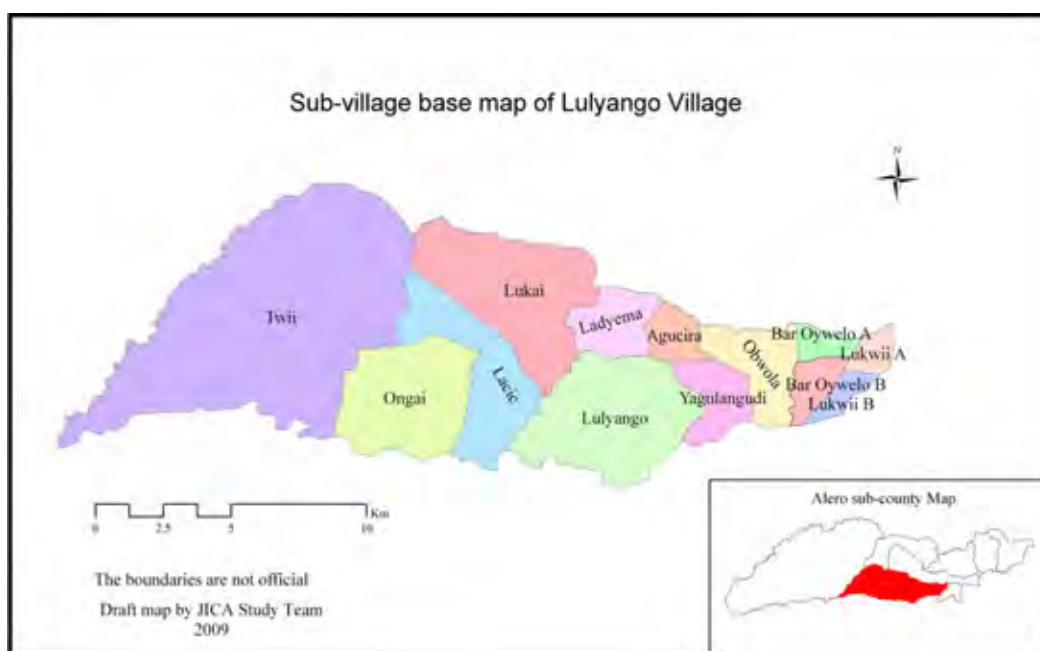 Sub-village base map of Lulyango Village
N
Twii
Lukai
Ladyema
Agucira
Obwola
Bar Oywelo A
Lukwii A
Bar Oywelo B
Lukwii B
Ongai
Lacic
Lulyango
Yagulangudi
Km
0 2.5 5 10
The boundaries are not official
Draft map by JICA Study Team
2009
Alero sub-county Map